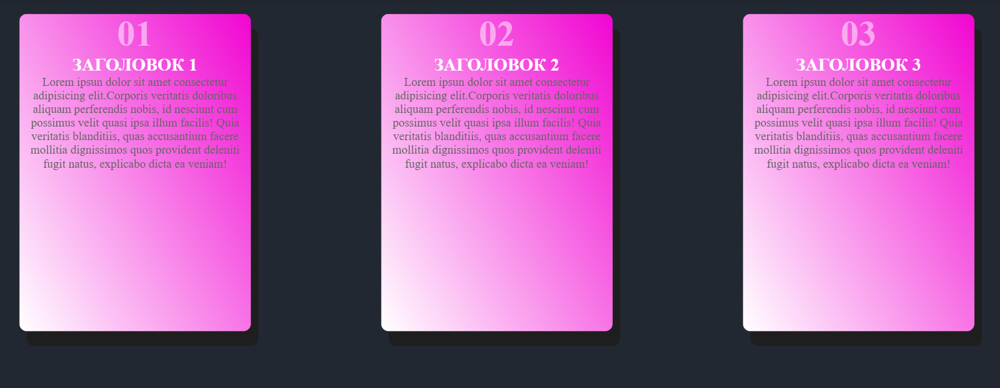 01
ЗАГОЛОВОК 1
Lorem ipsun dolor sit amet consectetur
adipisicing elit.Corporis veritatis doloribus
aliquam perferendis nobis, id nesciunt cum
possimus velit quasi ipsa illum facilis! Quia
veritatis blanditiis, quas accusantium facere
mollitia dignissimos quos provident deleniti
fugit natus, explicabo dicta ea veniam!
02
ЗАГОЛОВОК 2
Lorem ipsun dolor sit amet consectetur
adipisicing elit.Corporis veritatis doloribus
aliquam perferendis nobis, id nesciunt cum
possimus velit quasi ipsa illum facilis! Quia
veritatis blanditiis, quas accusantium facere
mollitia dignissimos quos provident deleniti
fugit natus, explicabo dicta ea veniam!
03
ЗАГОЛОВОК 3
Lorem ipsun dolor sit amet consectetur
adipisicing elit.Corporis veritatis doloribus
aliquam perferendis nobis, id nesciunt cum
possimus velit quasi ipsa illum facilis! Quia
veritatis blanditiis, quas accusantium facere
mollitia dignissimos quos provident deleniti
fugit natus, explicabo dicta ea veniam!